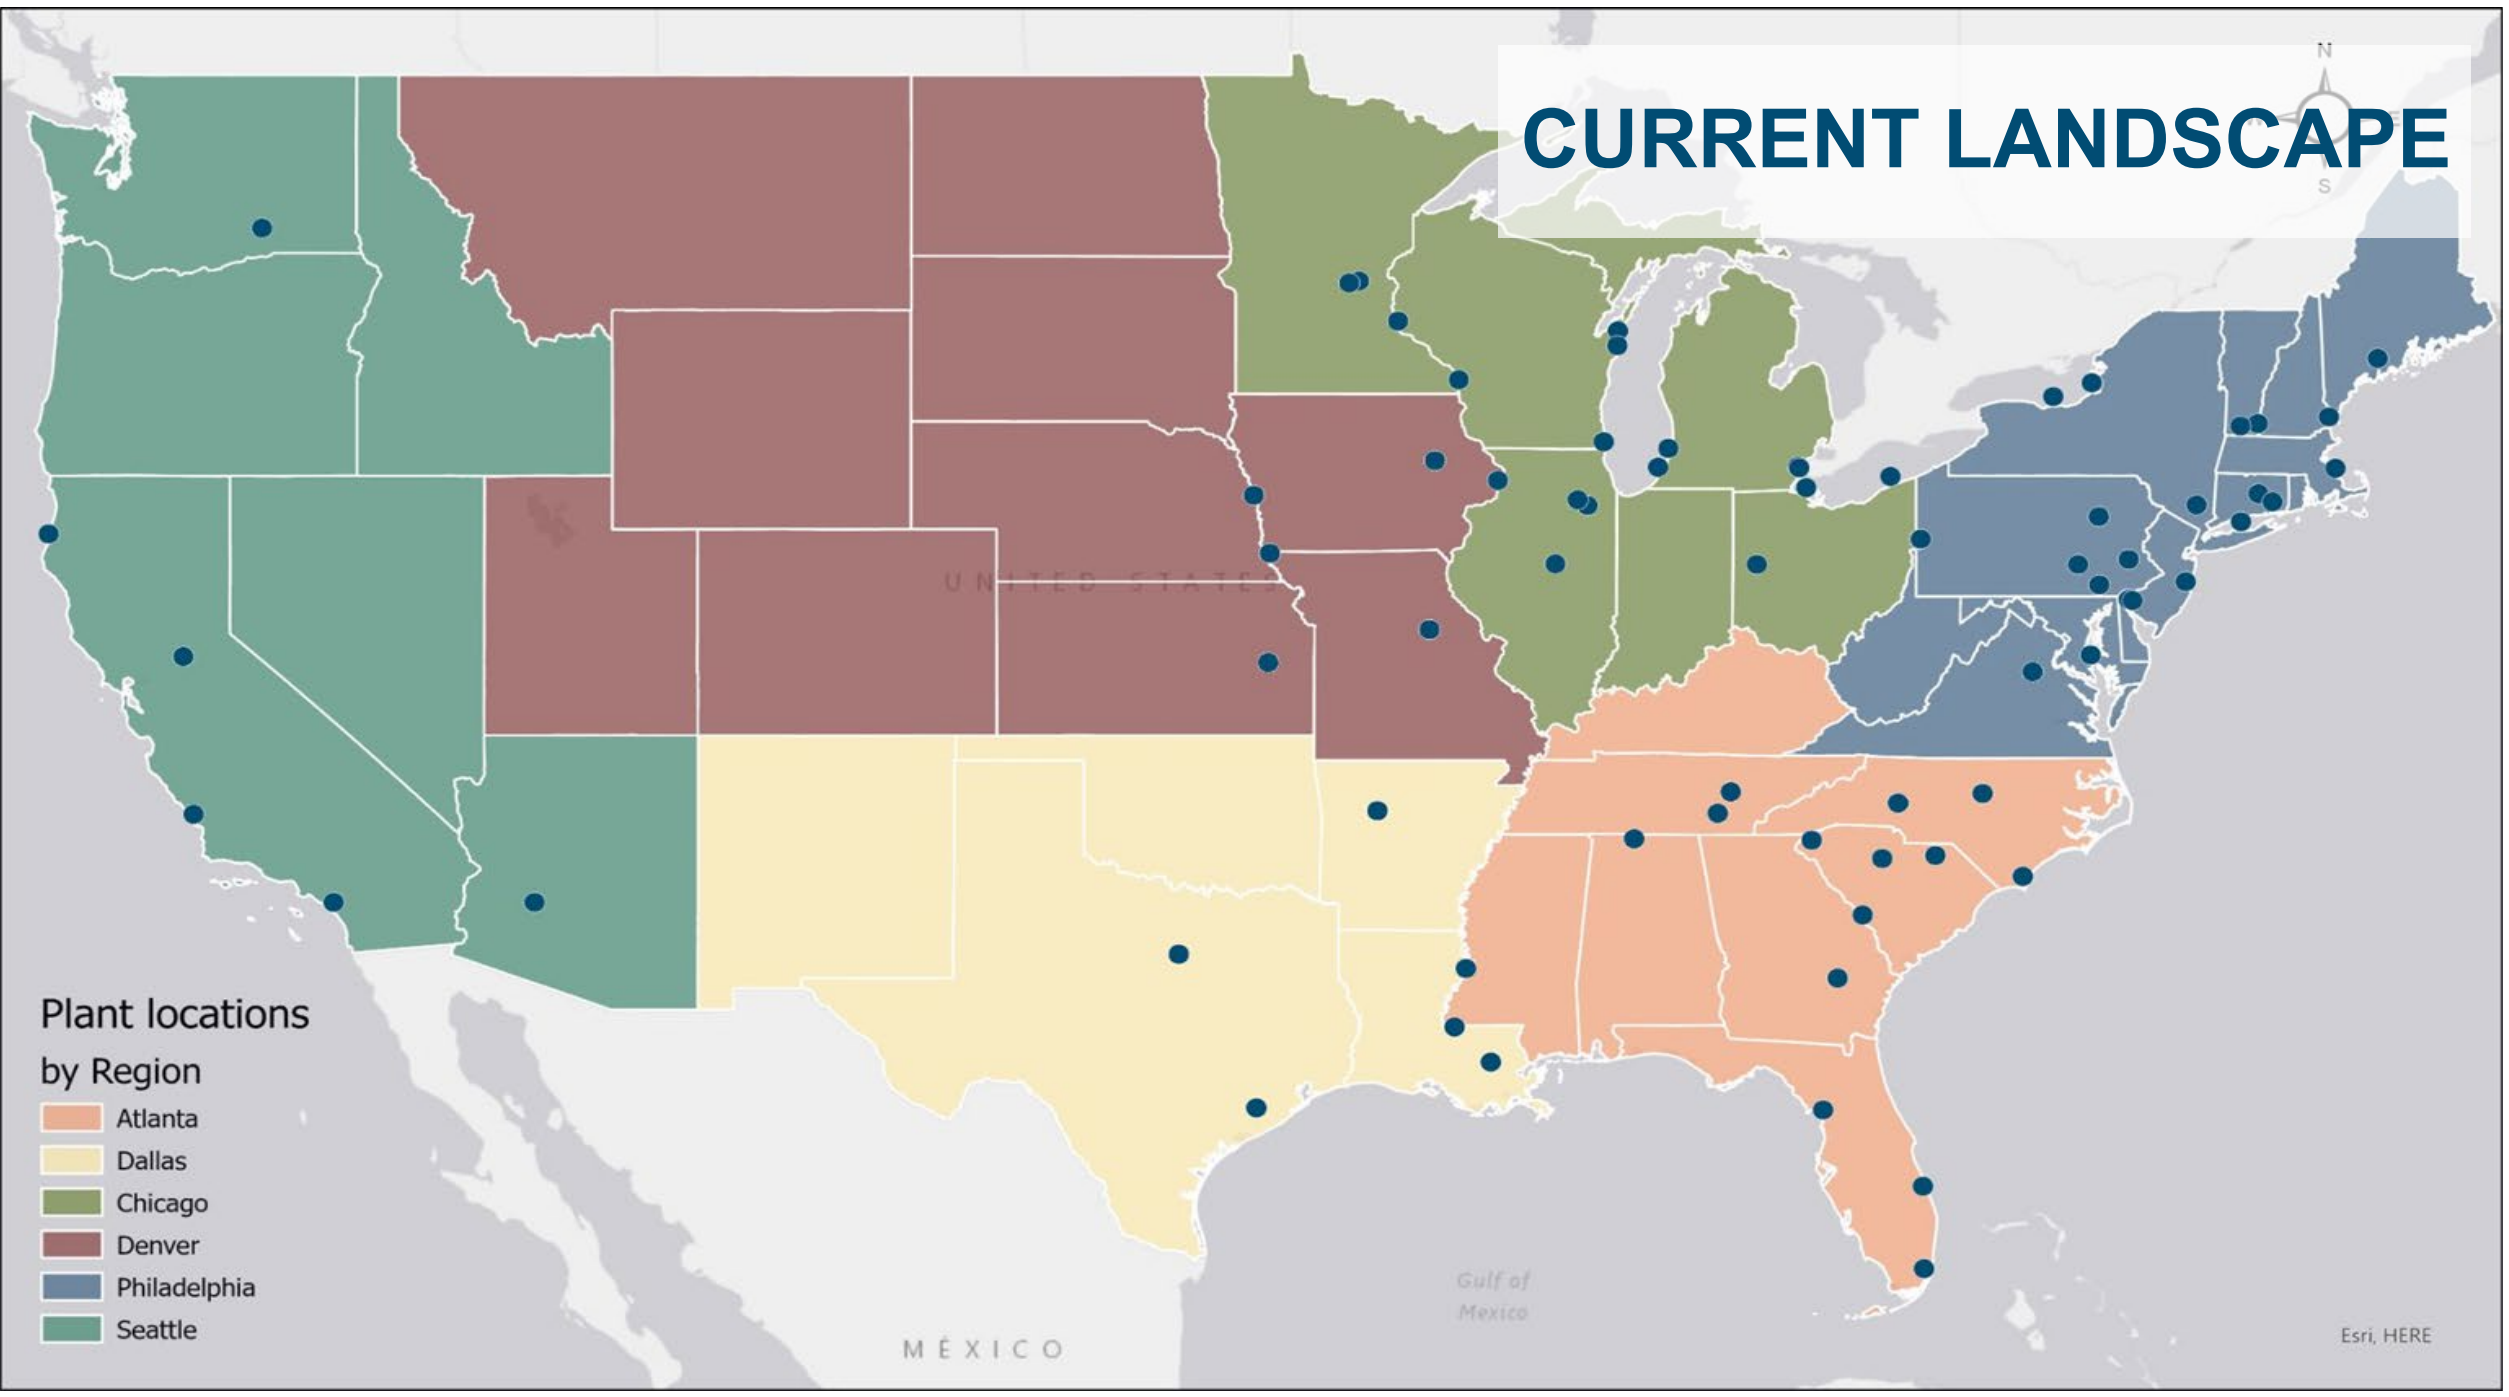 N
CURRENT LANDSCAPE
S
UNITED STATES
Plant locations
by Region
Atlanta
Dallas
Chicago
Denver
Philadelphia
Seattle
Gulf of
Mexico
MÉXICO
Esri, HERE